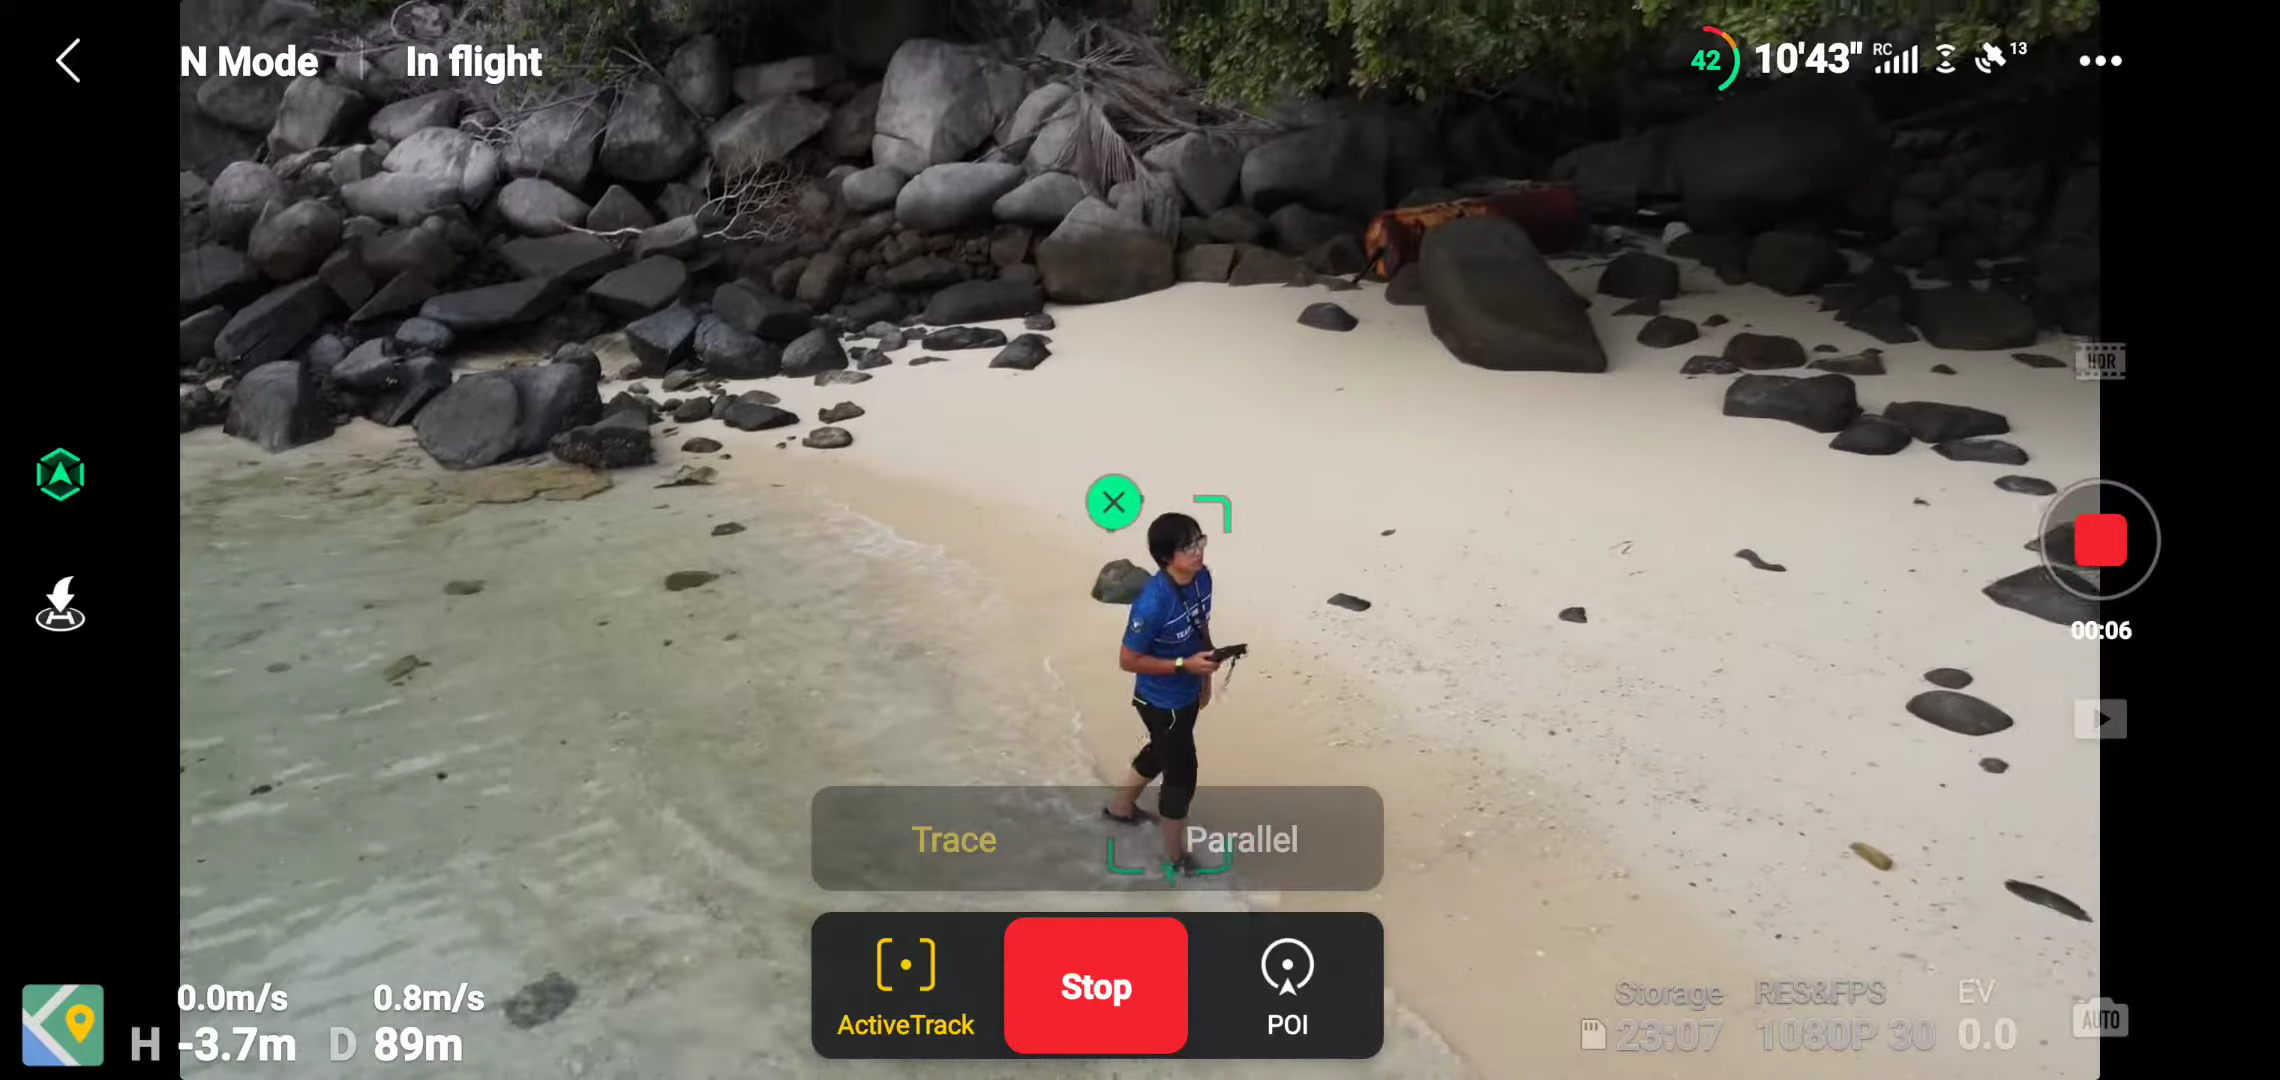 N Mode | In flight
42 10'43" RC 13
HDR
00:06
Trace Parallel
Stop
ActiveTrack POI
0.0m/s 0.8m/s
H -3.7m D 89m
Storage RES&FPS EV
23:07 1080P 30 0.0
AUTO